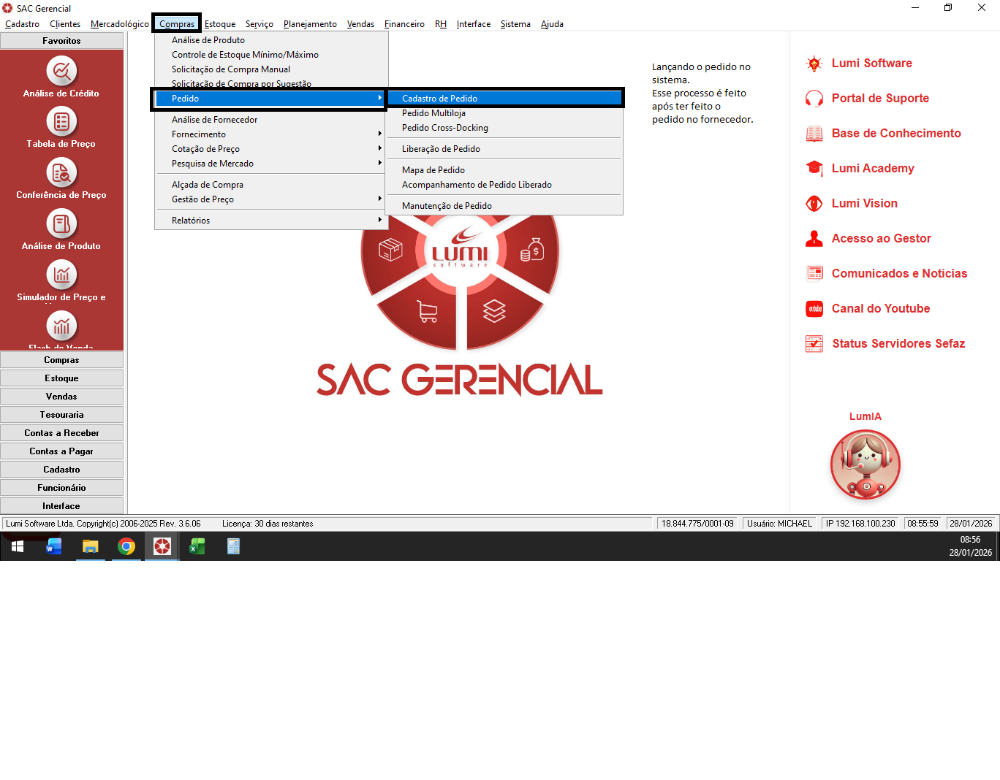 SAC Gerencial
Cadastro Clientes Mercadológico Compras Estoque Serviço Planejamento Vendas Financeiro RH Interface Sistema Ajuda
Favoritos
Análise de Crédito
Tabela de Preço
Conferência de Preço
Análise de Produto
Simulador de Preço e
Flash de Venda
Compras
Estoque
Vendas
Tesouraria
Contas a Receber
Contas a Pagar
Cadastro
Funcionário
Interface
Análise de Produto
Controle de Estoque Mínimo/Máximo
Solicitação de Compra Manual
Solicitação de Compra por Sugestão
Pedido
Análise de Fornecedor
Fornecimento
Cotação de Preço
Pesquisa de Mercado
Alçada de Compra
Gestão de Preço
Relatórios
Cadastro de Pedido
Pedido Multiloja
Pedido Cross-Docking
Liberação de Pedido
Mapa de Pedido
Acompanhamento de Pedido Liberado
Manutenção de Pedido
Lançando o pedido no
sistema.
Esse processo é feito
após ter feito o
pedido no fornecedor.
LUMI
software
SAC GERENCIAL
Lumi Software
Portal de Suporte
Base de Conhecimento
Lumi Academy
Lumi Vision
Acesso ao Gestor
Comunicados e Notícias
Canal do Youtube
Status Servidores Sefaz
LumIA
Lumi Software Ltda. Copyright(c) 2006-2025 Rev. 3.6.06 Licença: 30 dias restantes 18.844.775/0001-09 Usuário: MICHAEL IP 192.168.100.230 08:55:59 28/01/2026
08:56
28/01/2026